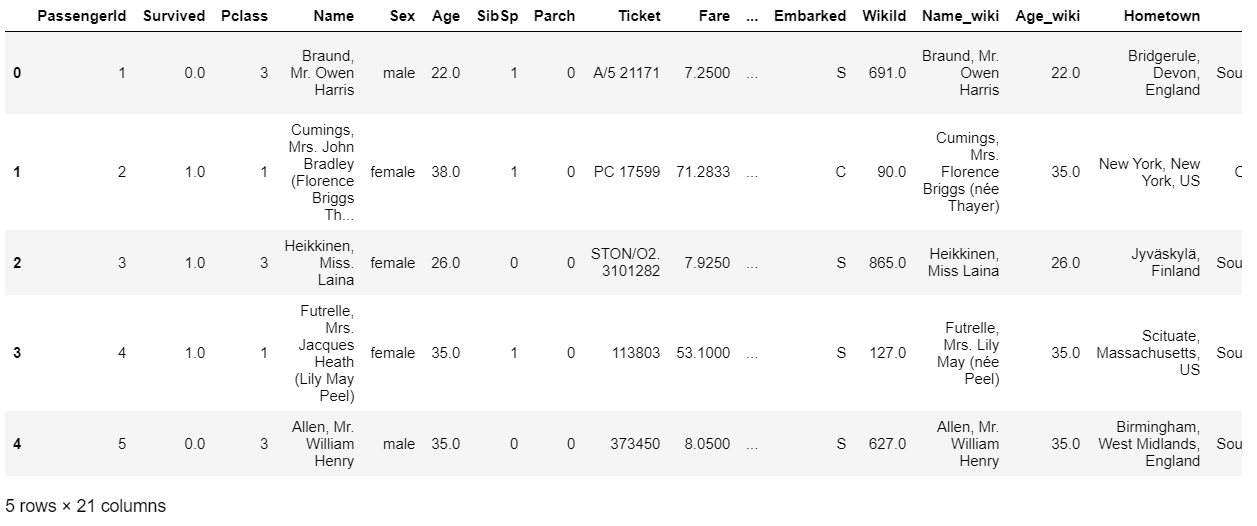 PassengerId Survived Pclass Name Sex Age SibSp Parch Ticket Fare ... Embarked WikiId Name_wiki Age_wiki Hometown
0 1 0.0 3 Braund, Mr. Owen Harris male 22.0 1 0 A/5 21171 7.2500 ... S 691.0 Braund, Mr. Owen Harris 22.0 Bridgerule, Devon, England Sou
1 2 1.0 1 Cumings, Mrs. John Bradley (Florence Briggs Th... female 38.0 1 0 PC 17599 71.2833 ... C 90.0 Cumings, Mrs. Florence Briggs (née Thayer) 35.0 New York, New York, US
2 3 1.0 3 Heikkinen, Miss. Laina female 26.0 0 0 STON/O2. 3101282 7.9250 ... S 865.0 Heikkinen, Miss Laina 26.0 Jyväskylä, Finland Sou
3 4 1.0 1 Futrelle, Mrs. Jacques Heath (Lily May Peel) female 35.0 1 0 113803 53.1000 ... S 127.0 Futrelle, Mrs. Lily May (née Peel) 35.0 Scituate, Massachusetts, US Sou
4 5 0.0 3 Allen, Mr. William Henry male 35.0 0 0 373450 8.0500 ... S 627.0 Allen, Mr. William Henry 35.0 Birmingham, West Midlands, England Sou
5 rows × 21 columns